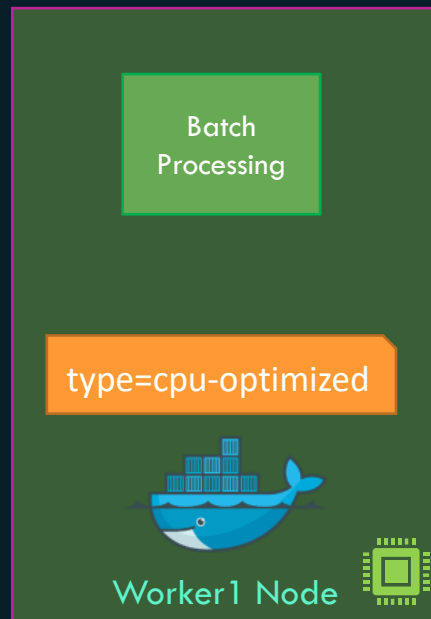 Batch
Processing
type=cpu-optimized
Worker1 Node